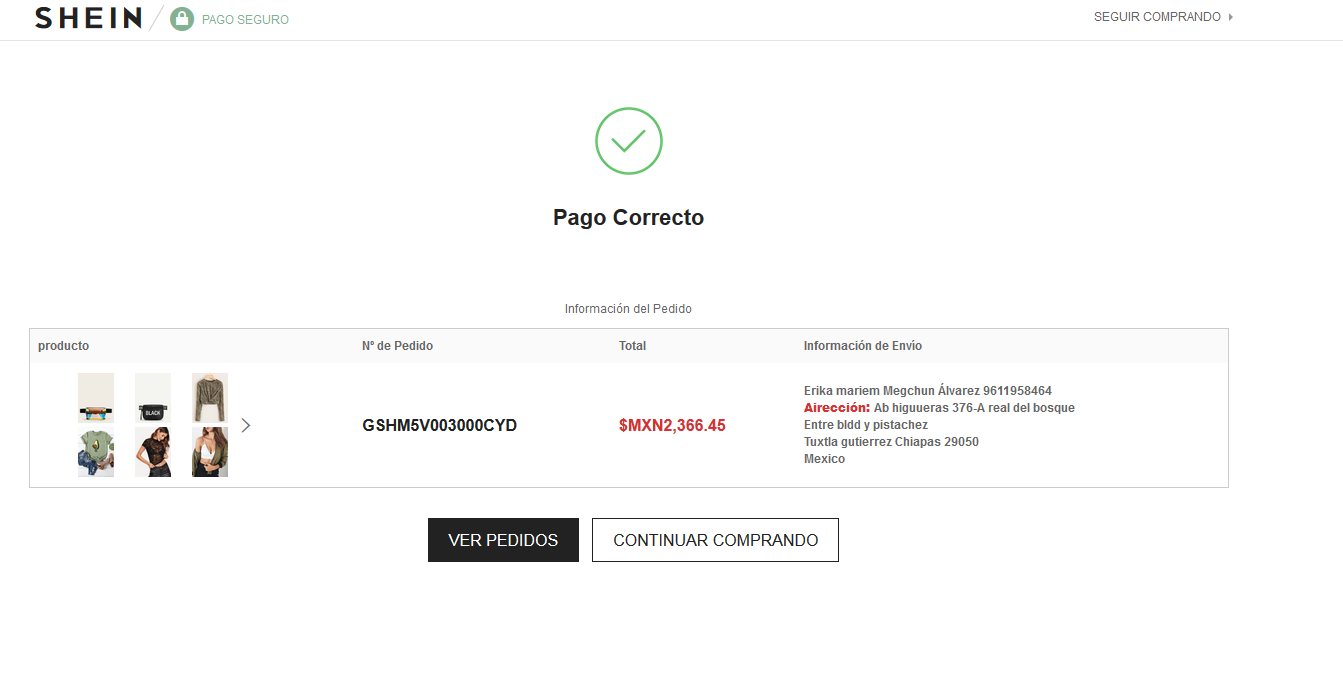 SHEIN
PAGO SEGURO
SEGUIR COMPRANDO
Pago Correcto
Información del Pedido
producto
Nº de Pedido
Total
Información de Envío
BLACK
GSHM5V003000CYD
$MXN2,366.45
Erika mariem Megchun Álvarez 9611958464
Airección: Ab higuueras 376-A real del bosque
Entre bldd y pistachez
Tuxtla gutierrez Chiapas 29050
Mexico
VER PEDIDOS
CONTINUAR COMPRANDO